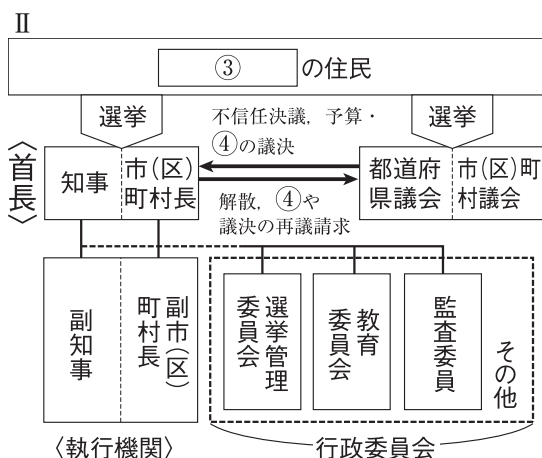 Ⅱ
③の住民
選挙
不信任決議，予算・
④の議決
選挙
〈首長〉
知事
市(区)
町村長
都道府
県議会
市(区)町
村議会
解散，④や
議決の再議請求
副知事
副市(区)
町村長
選挙管理
委員会
教育
委員会
監査委員
その他
〈執行機関〉
行政委員会